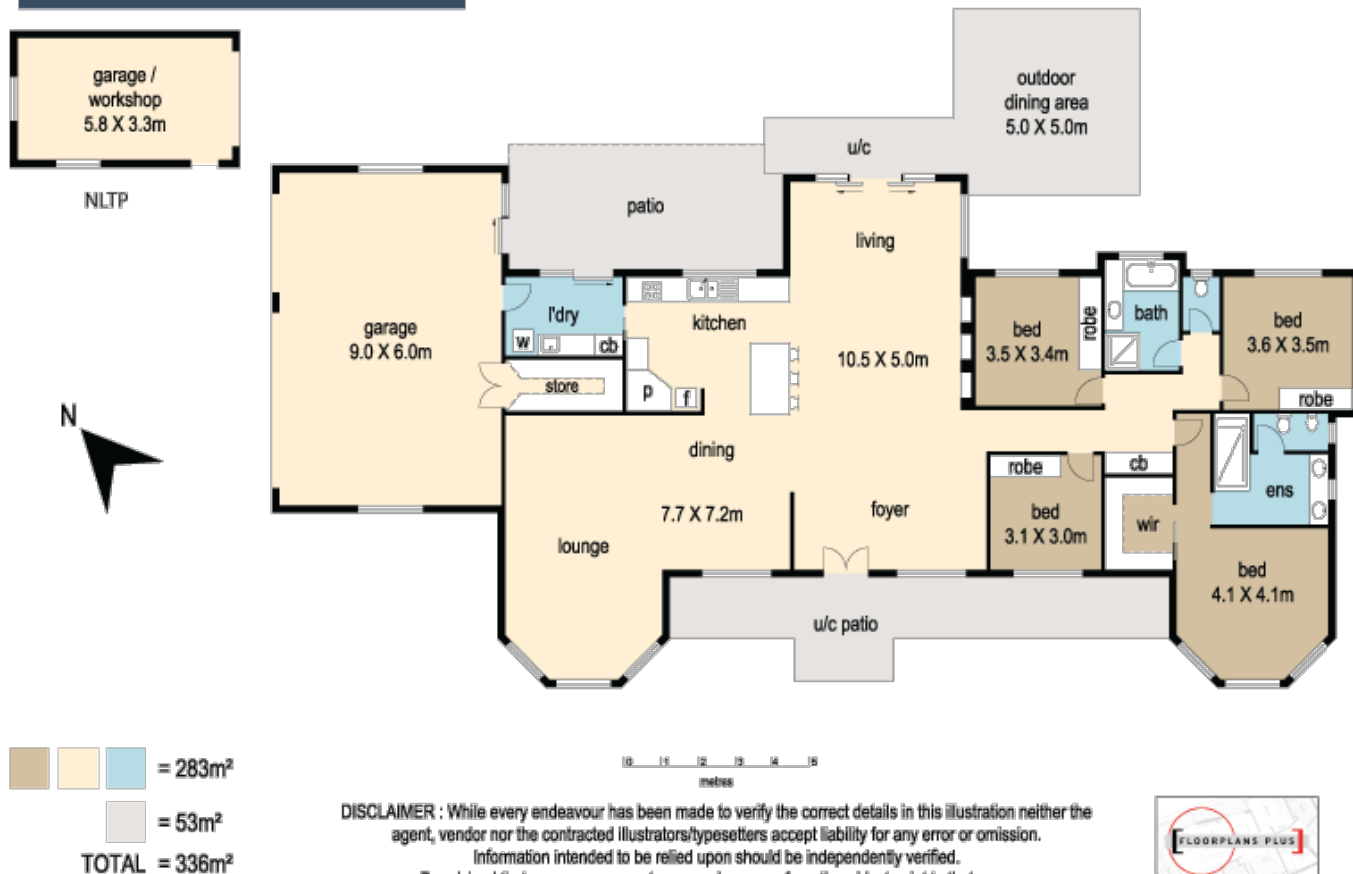 garage /
workshop
5.8 X 3.3m
NLTP
outdoor
dining area
5.0 X 5.0m
u/c
patio
living
garage
9.0 X 6.0m
l'dry
w
cb
kitchen
store
p
f
10.5 X 5.0m
bed
3.5 X 3.4m
robe
bath
bed
3.6 X 3.5m
robe
N
dining
7.7 X 7.2m
lounge
foyer
robe
bed
3.1 X 3.0m
cb
wir
ens
bed
4.1 X 4.1m
u/c patio
= 283m²
= 53m²
TOTAL = 336m²
0 1 2 3 4 5
metres
DISCLAIMER : While every endeavour has been made to verify the correct details in this illustration neither the
agent, vendor nor the contracted illustrators/typesetters accept liability for any error or omission.
Information intended to be relied upon should be independently verified.
FLOORPLANS PLUS